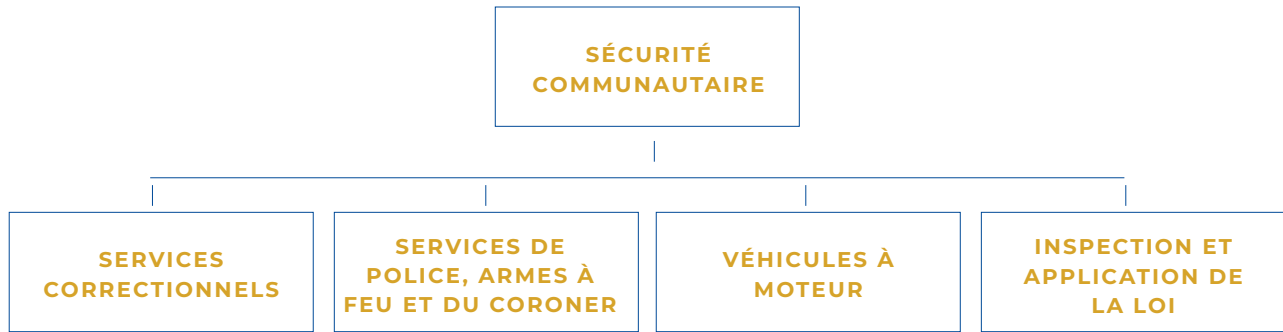 SÉCURITÉ
COMMUNAUTAIRE
SERVICES
CORRECTIONNELS
SERVICES DE
POLICE, ARMES À
FEU ET DU CORONER
VÉHICULES À
MOTEUR
INSPECTION ET
APPLICATION DE
LA LOI